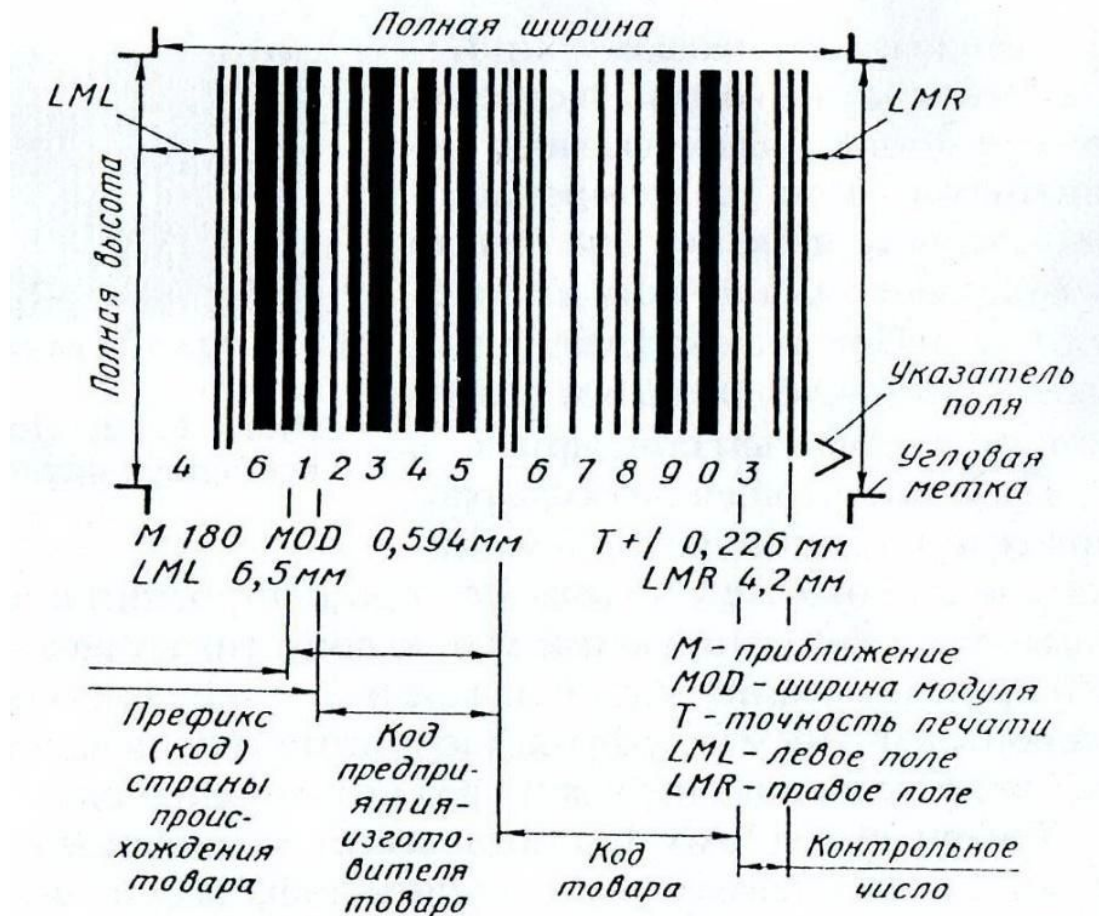 Полная ширина
LML
LMR
Полная высота
Указатель
поля
Угловая
метка
4 6 1 2 3 4 5 6 7 8 9 0 3
М 180 MOD 0,594 мм T+/ 0,226 мм
LML 6,5 мм LMR 4,2 мм
М – приближение
MOD – ширина модуля
Т – точность печати
LML – левое поле
LMR – правое поле
Префикс
(код)
страны
проис-
хождения
товара
Код
предпри-
ятия-
изгото-
вителя
товара
Код
товара
Контрольное
число